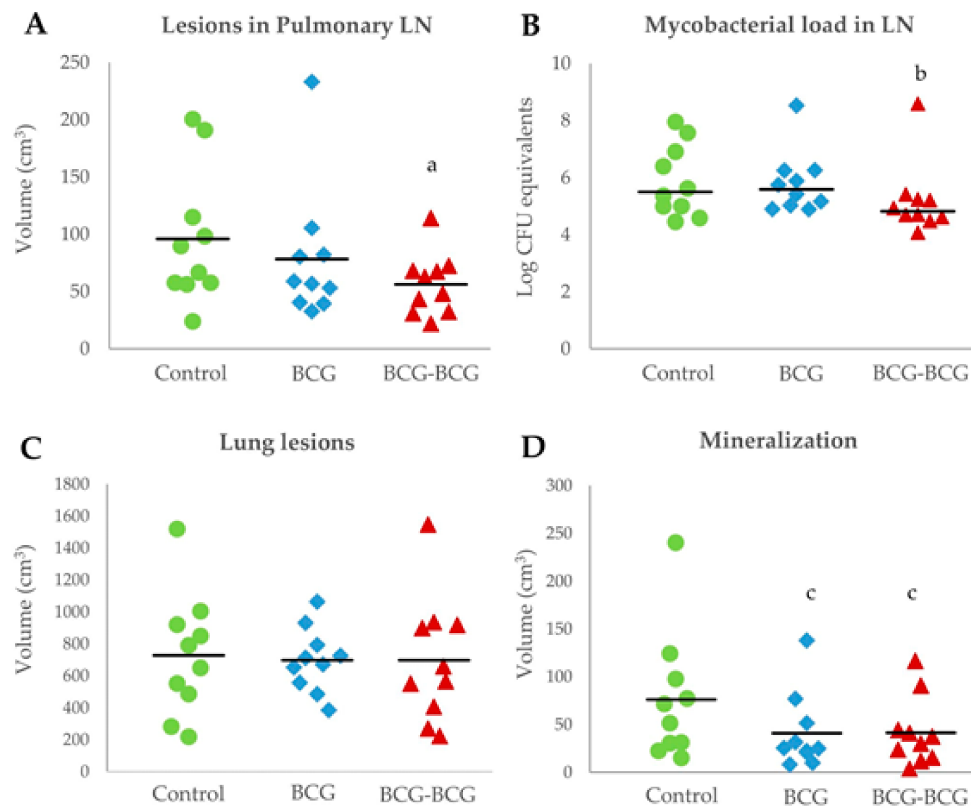 A
Lesions in Pulmonary LN
Volume (cm³)
250
200
150
100
50
0
a
Control
BCG
BCG-BCG
B
Mycobacterial load in LN
Log CFU equivalents
10
8
6
4
2
0
b
Control
BCG
BCG-BCG
C
Lung lesions
Volume (cm³)
1800
1600
1400
1200
1000
800
600
400
200
0
Control
BCG
BCG-BCG
D
Mineralization
Volume (cm³)
300
250
200
150
100
50
0
c
c
Control
BCG
BCG-BCG